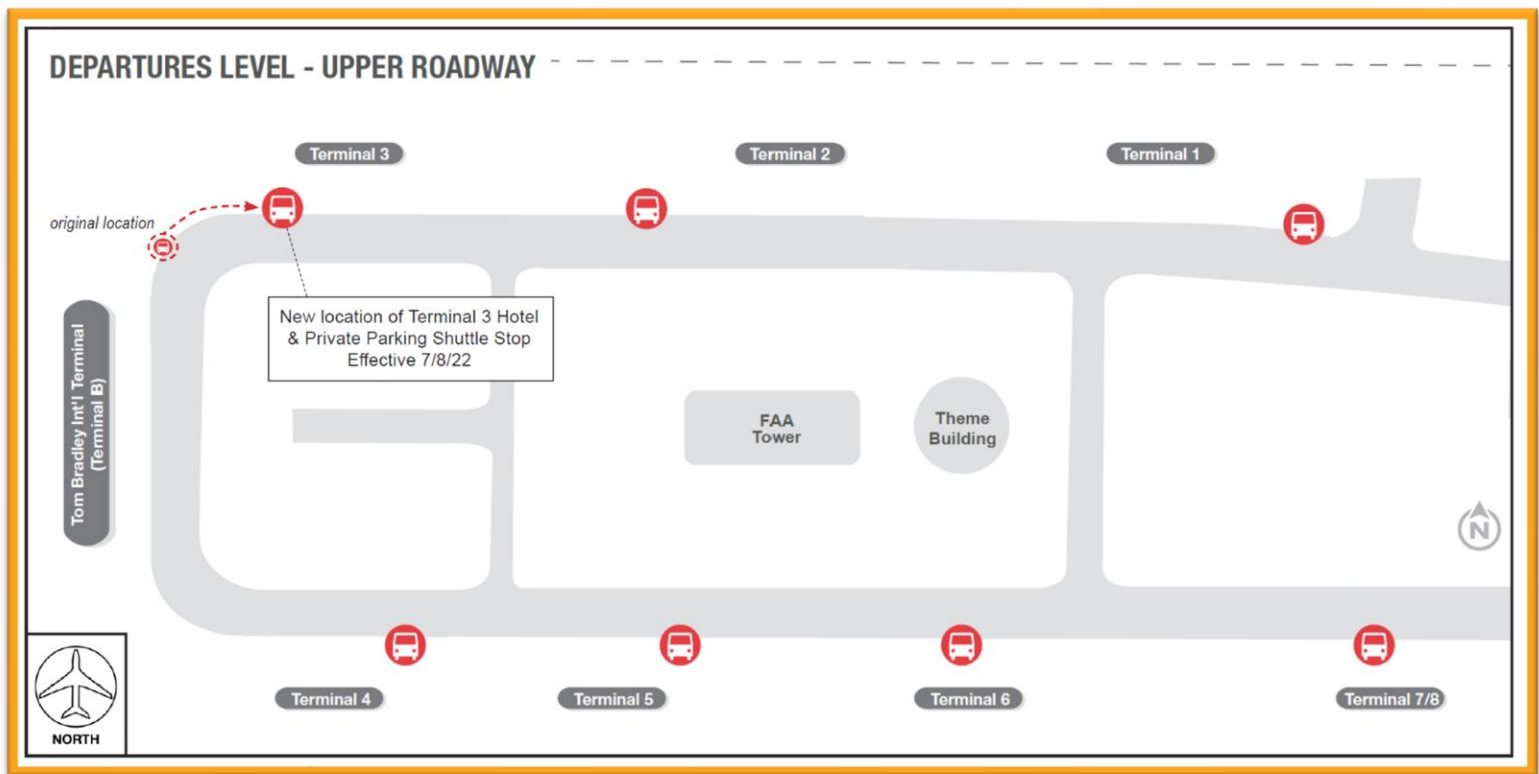 DEPARTURES LEVEL - UPPER ROADWAY
Terminal 3
Terminal 2
Terminal 1
original location
New location of Terminal 3 Hotel
& Private Parking Shuttle Stop
Effective 7/8/22
Tom Bradley Int'l Terminal
(Terminal B)
FAA
Tower
Theme
Building
N
Terminal 4
Terminal 5
Terminal 6
Terminal 7/8
NORTH